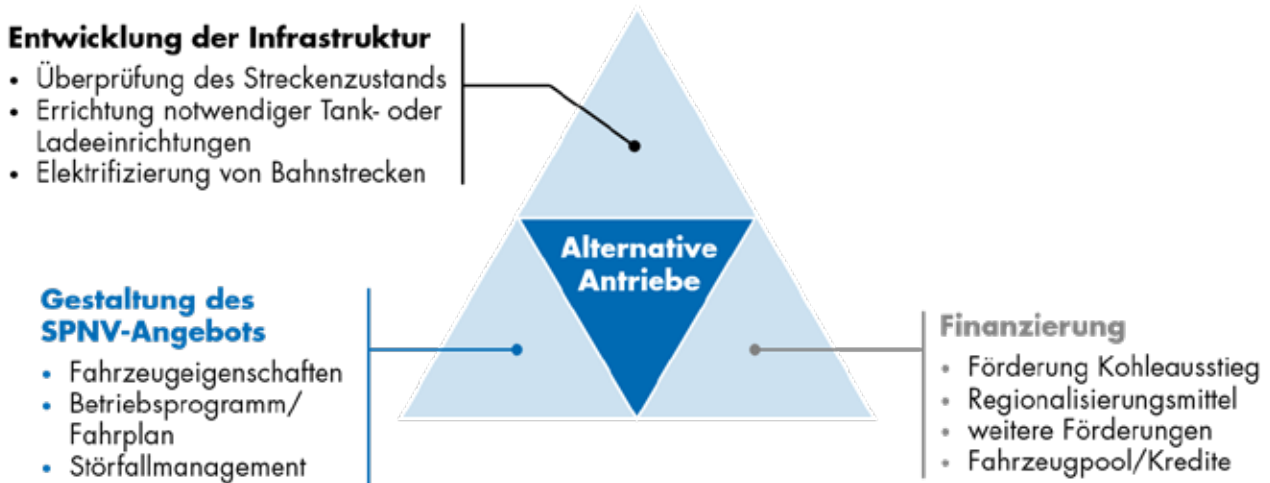 Entwicklung der Infrastruktur
• Überprüfung des Streckenzustands
• Errichtung notwendiger Tank- oder
Ladeeinrichtungen
• Elektrifizierung von Bahnstrecken
Alternative
Antriebe
Gestaltung des
SPNV-Angebots
• Fahrzeugeigenschaften
• Betriebsprogramm/
Fahrplan
• Störfallmanagement
Finanzierung
• Förderung Kohleausstieg
• Regionalisierungsmittel
• weitere Förderungen
• Fahrzeugpool/Kredite